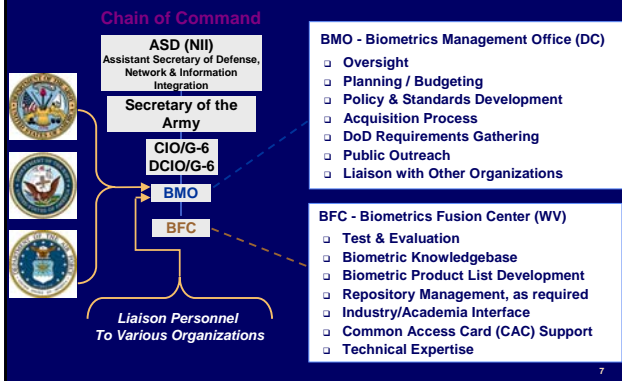 Chain of Command
ASD (NII)
Assistant Secretary of Defense,
Network & Information
Integration
Secretary of the
Army
CIO/G-6
DCIO/G-6
BMO
BFC
Liaison Personnel
To Various Organizations
BMO - Biometrics Management Office (DC)
Oversight
Planning / Budgeting
Policy & Standards Development
Acquisition Process
DoD Requirements Gathering
Public Outreach
Liaison with Other Organizations
BFC - Biometrics Fusion Center (WV)
Test & Evaluation
Biometric Knowledgebase
Biometric Product List Development
Repository Management, as required
Industry/Academia Interface
Common Access Card (CAC) Support
Technical Expertise
7